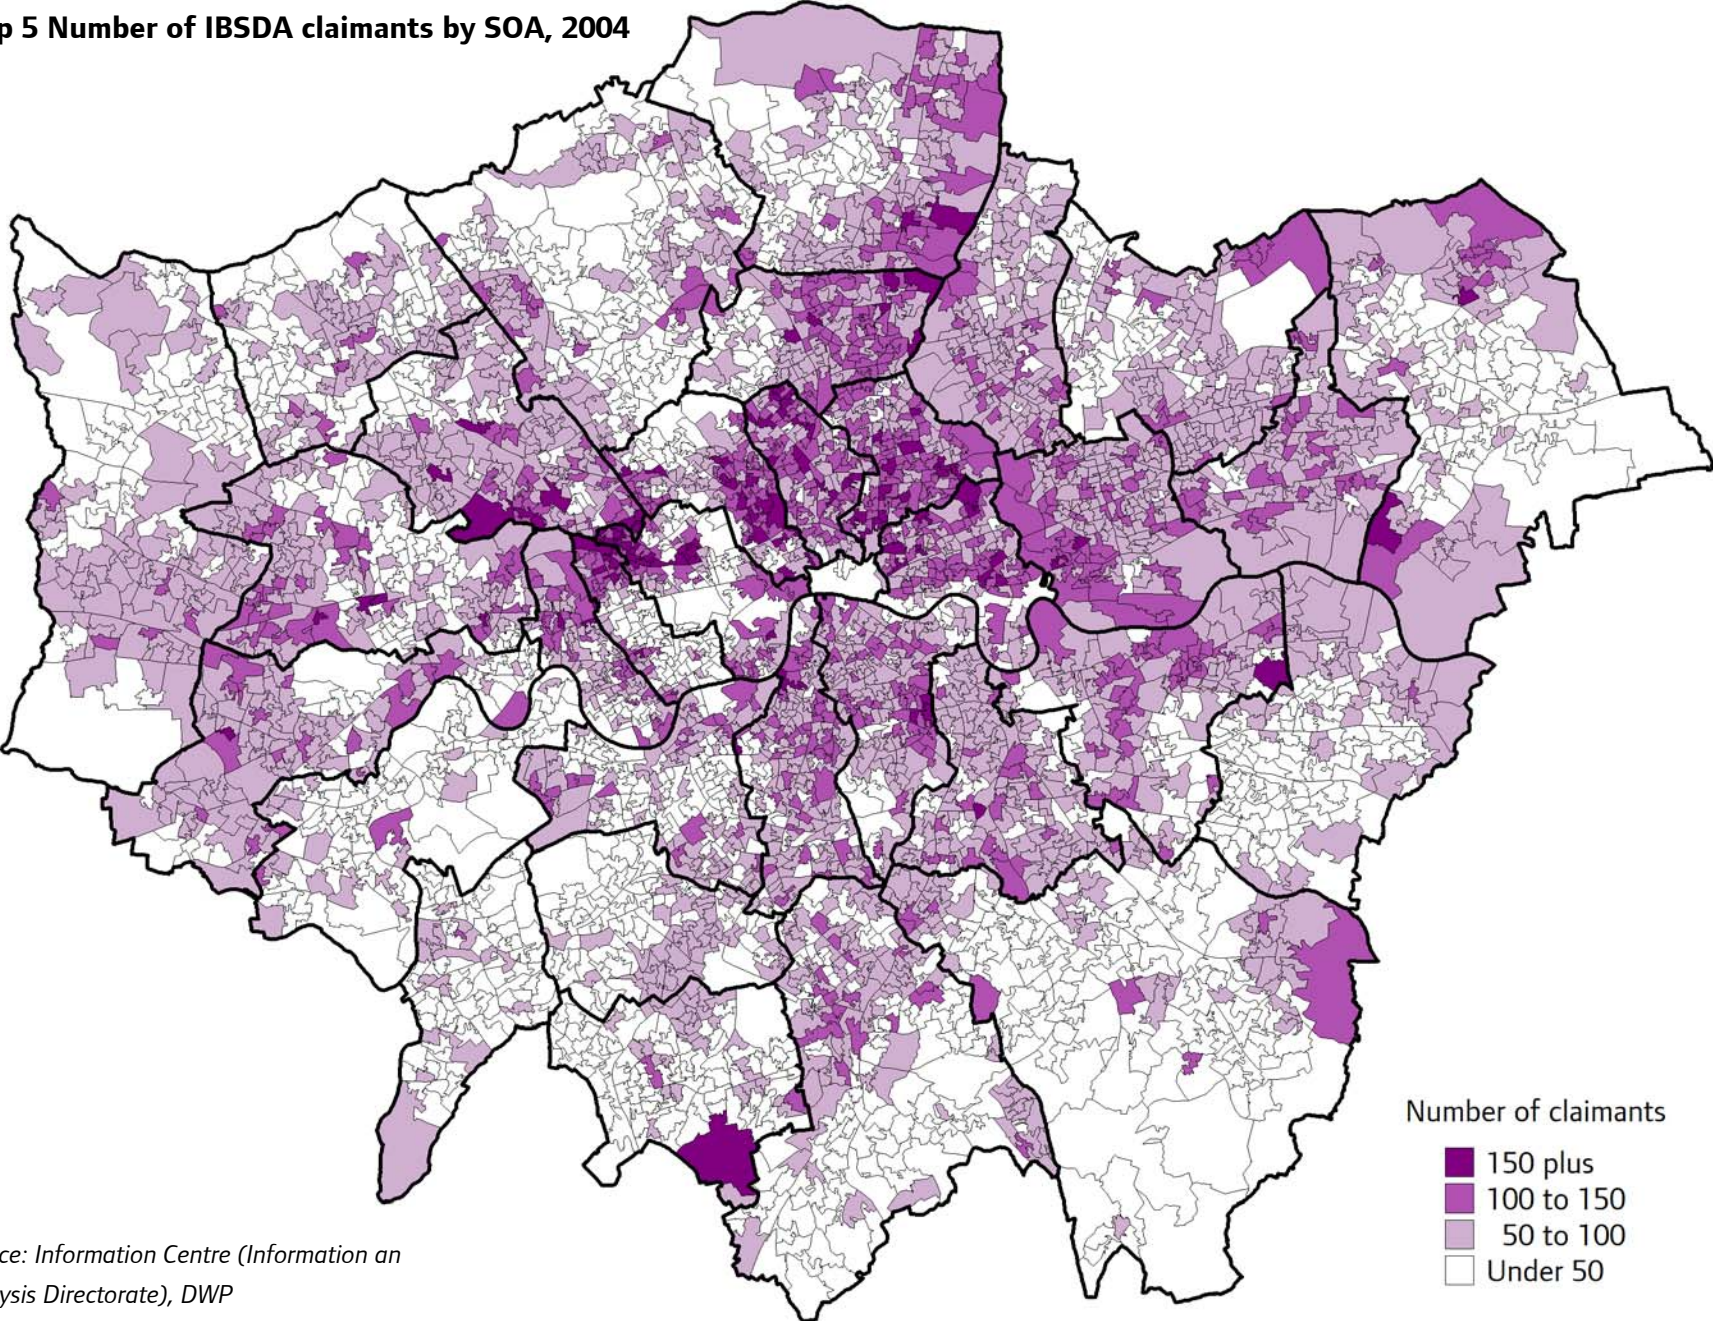 p 5 Number of IBSDA claimants by SOA, 2004
Number of claimants
150 plus
100 to 150
50 to 100
Under 50
ce: Information Centre (Information an
ysis Directorate), DWP